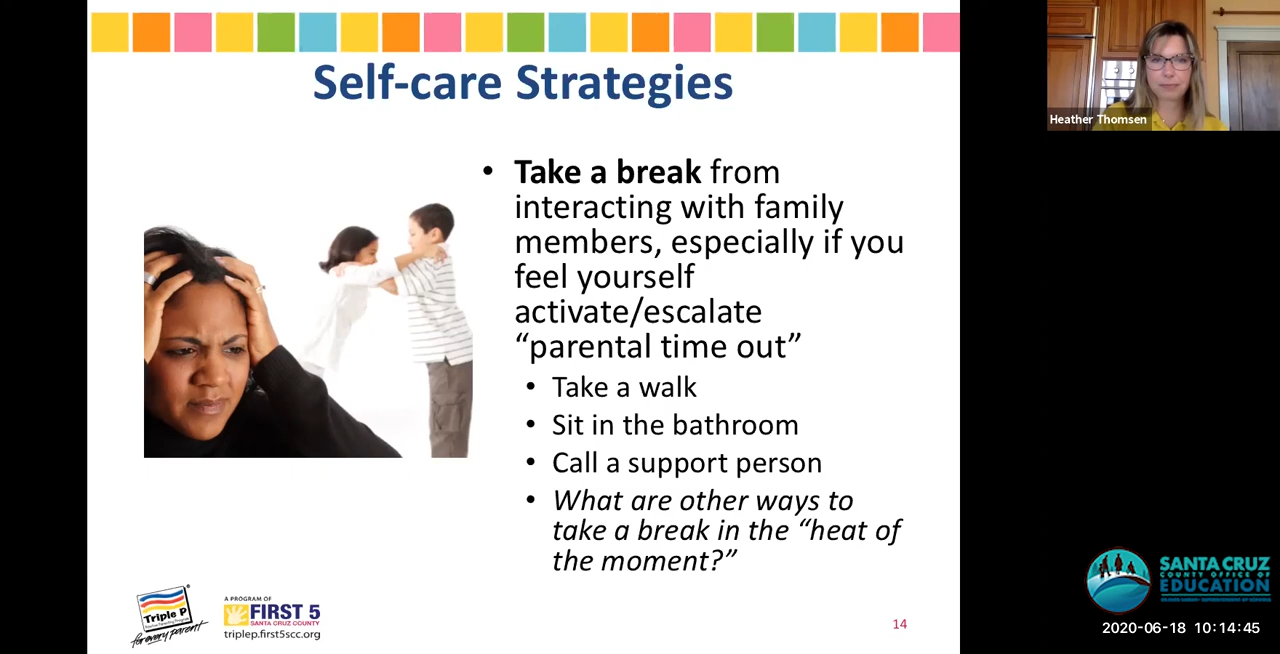 Self-care Strategies
• Take a break from
interacting with family
members, especially if you
feel yourself
activate/escalate
“parental time out”
• Take a walk
• Sit in the bathroom
• Call a support person
• What are other ways to
take a break in the “heat of
the moment?”
Triple P
for every parent
A PROGRAM OF
FIRST 5
SANTA CRUZ COUNTY
triplep.first5scc.org
14
Heather Thomsen
SANTA CRUZ
COUNTY OFFICE OF
EDUCATION
2020-06-18 10:14:45